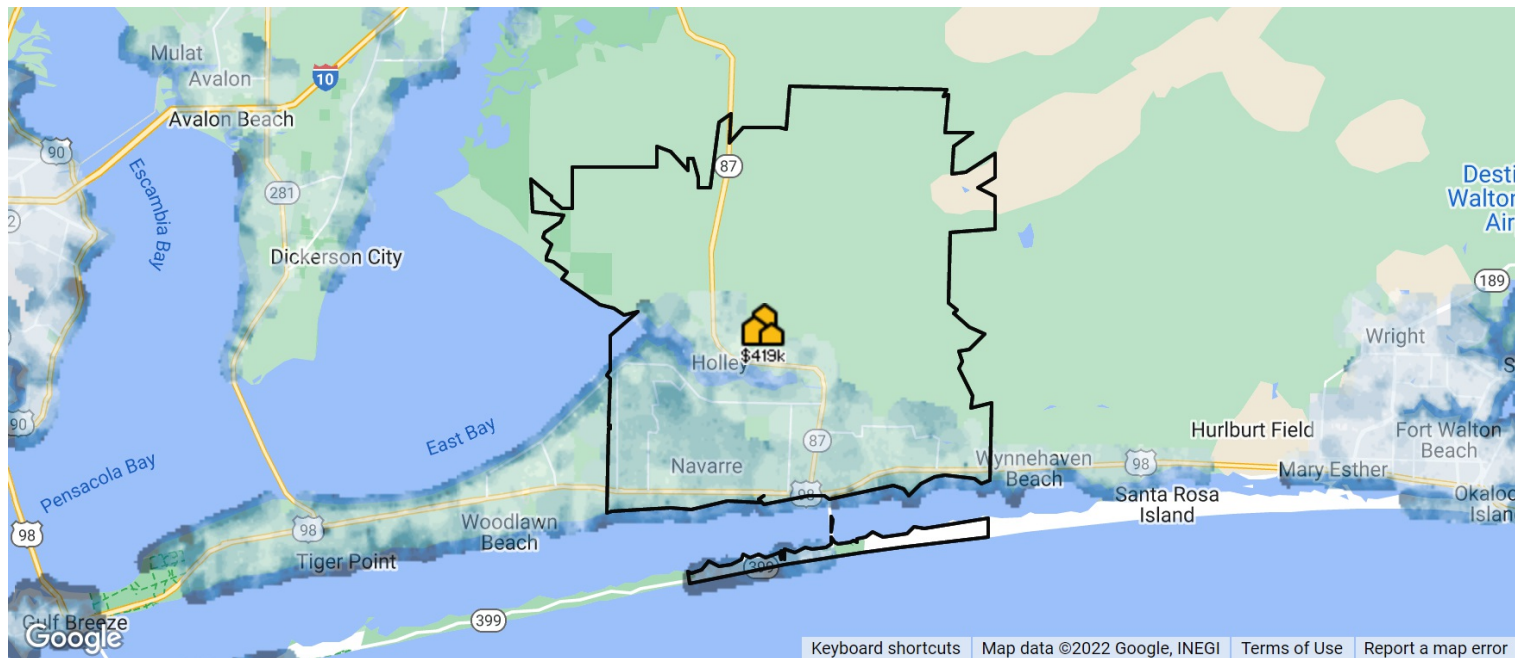 Mulat
Avalon
10
Avalon Beach
90
Escambia Bay
281
Dickerson City
87
Desti
Walton
Air
189
Wright
$419k
Holley
90
East Bay
87
Hurlburt Field
Fort Walton
Beach
Navarre
Pensacola Bay
Wynnehaven
Beach
98
Mary Esther
98
Santa Rosa
Island
Okaloo
Island
98
98
Woodlawn
Beach
Tiger Point
399
399
Gulf Breeze
Google
Keyboard shortcuts
Map data ©2022 Google, INEGI
Terms of Use
Report a map error